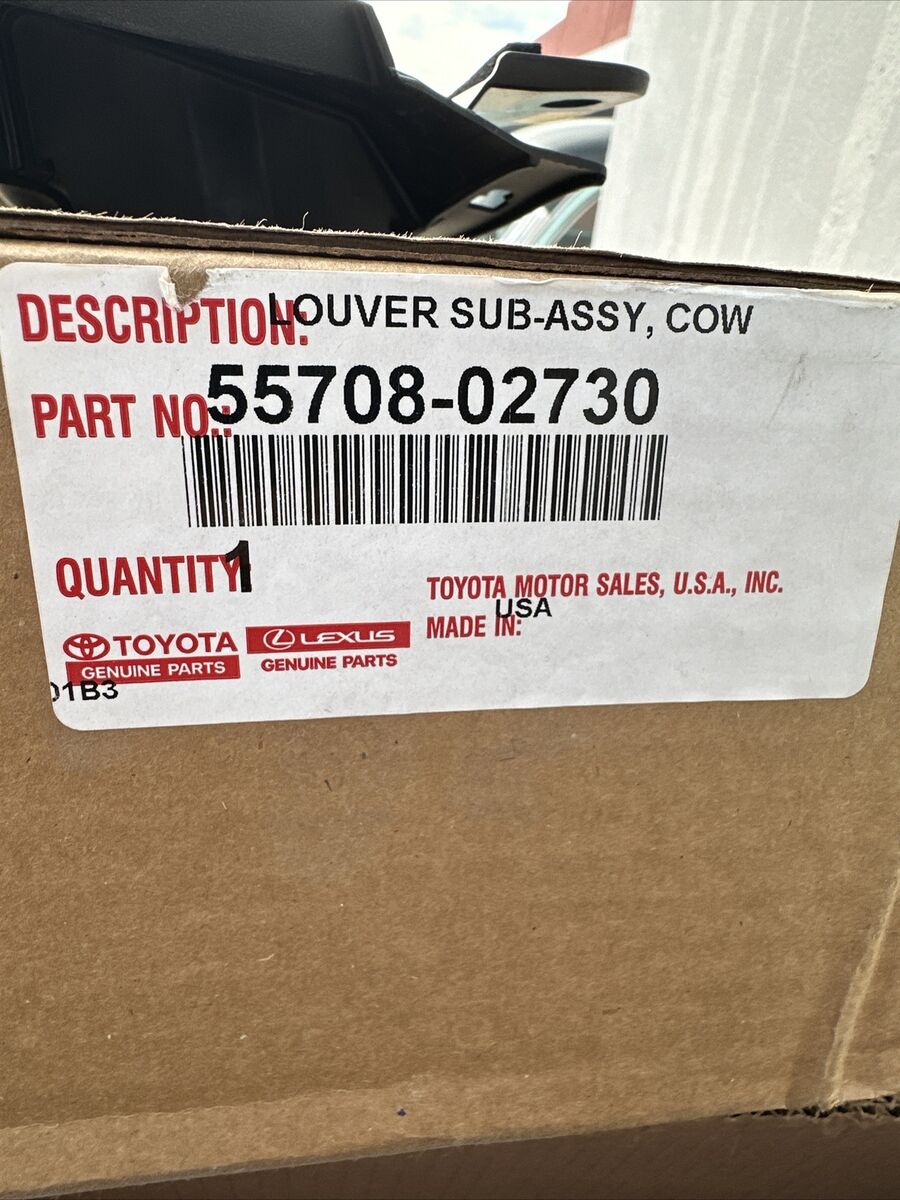 DESCRIPTION: LOUVER SUB-ASSY, COW
PART NO.: 55708-02730
QUANTITY 1
TOYOTA MOTOR SALES, U.S.A., INC.
MADE IN: USA
TOYOTA
GENUINE PARTS
LEXUS
GENUINE PARTS
1B3